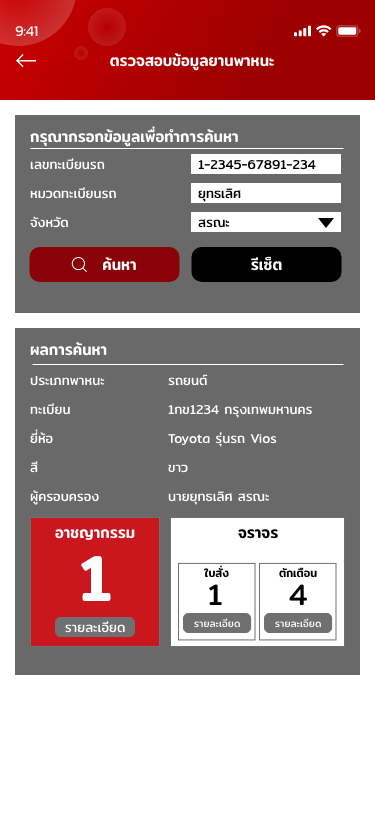 9:41
ตรวจสอบข้อมูลยานพาหนะ
กรุณากรอกข้อมูลเพื่อทำการค้นหา
เลขทะเบียนรถ 1-2345-67891-234
หมวดทะเบียนรถ ยุทธเลิศ
จังหวัด สรณะ
ค้นหา รีเซ็ต
ผลการค้นหา
ประเภทพาหนะ รถยนต์
ทะเบียน 1กข1234 กรุงเทพมหานคร
ยี่ห้อ Toyota รุ่นรถ Vios
สี ขาว
ผู้ครอบครอง นายยุทธเลิศ สรณะ
อาชญากรรม
1
รายละเอียด
จราจร
ใบสั่ง
1
รายละเอียด
ตักเตือน
4
รายละเอียด